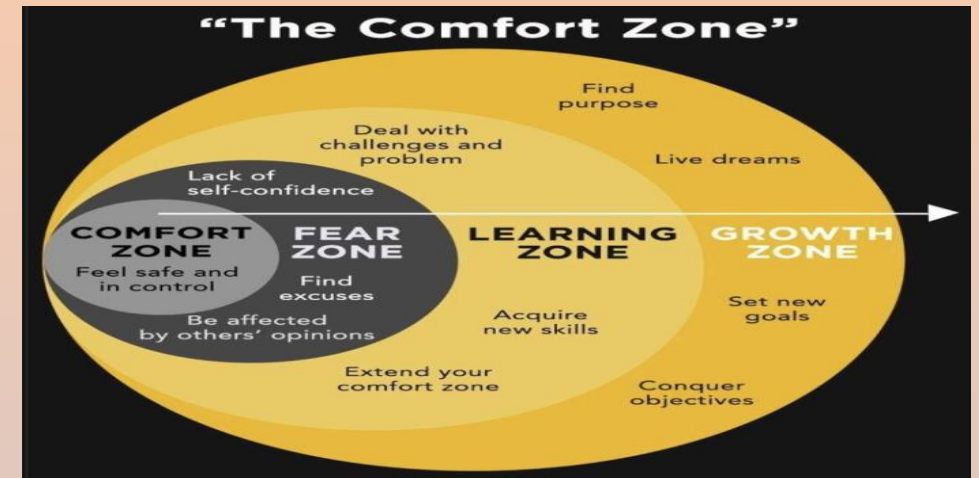 “The Comfort Zone”
Find
purpose
Deal with
challenges and
problem
Live dreams
Lack of
self-confidence
COMFORT
ZONE
Feel safe and
in control
FEAR
ZONE
Find
excuses
Be affected
by others’ opinions
LEARNING
ZONE
Acquire
new skills
Extend your
comfort zone
GROWTH
ZONE
Set new
goals
Conquer
objectives